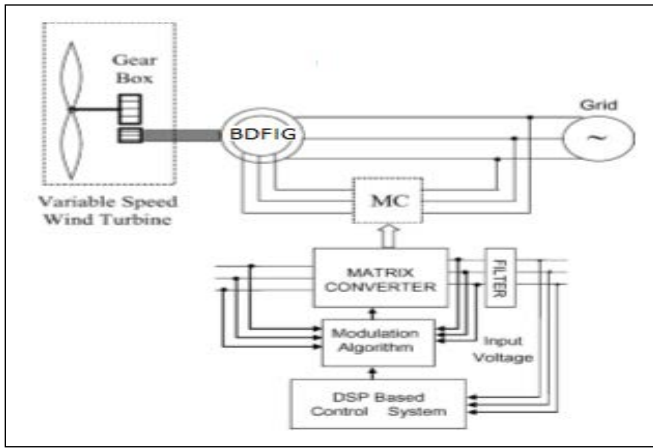 Gear
Box
BDFIG
Grid
~
Variable Speed
Wind Turbine
MC
MATRIX
CONVERTER
FILTER
Modulation
Algorithm
Input
Voltage
DSP Based
Control System